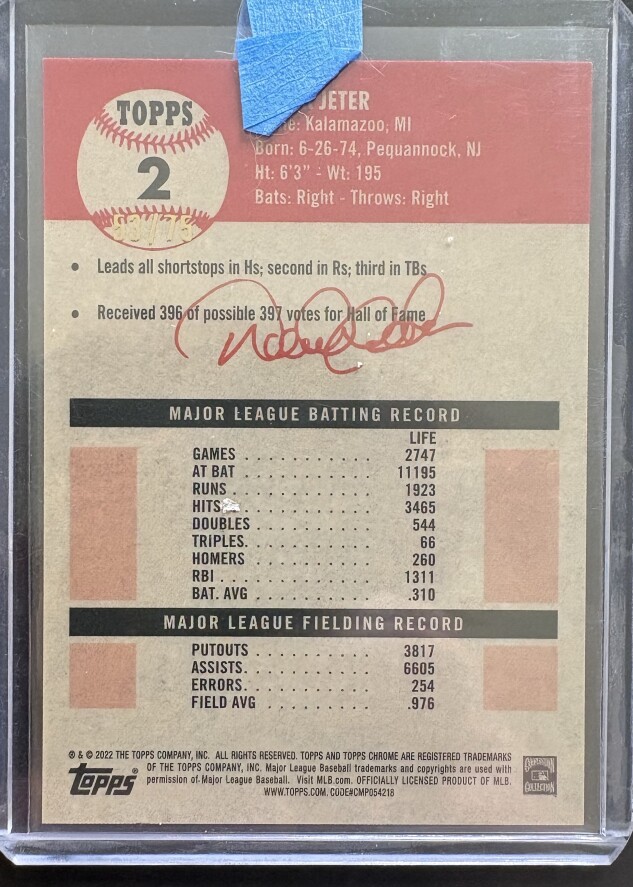 TOPPS
2
53/75
JETER
: Kalamazoo, MI
Born: 6-26-74, Pequannock, NJ
Ht: 6'3" - Wt: 195
Bats: Right - Throws: Right
• Leads all shortstops in Hs; second in Rs; third in TBs
• Received 396 of possible 397 votes for Hall of Fame
MAJOR LEAGUE BATTING RECORD
LIFE
GAMES . . . . . . . . . . . 2747
AT BAT . . . . . . . . . . . 11195
RUNS . . . . . . . . . . . 1923
HITS . . . . . . . . . . . 3465
DOUBLES . . . . . . . . . . 544
TRIPLES. . . . . . . . . . . 66
HOMERS . . . . . . . . . . 260
RBI . . . . . . . . . . . . 1311
BAT. AVG . . . . . . . . . . .310
MAJOR LEAGUE FIELDING RECORD
PUTOUTS . . . . . . . . . . 3817
ASSISTS. . . . . . . . . . . 6605
ERRORS. . . . . . . . . . . 254
FIELD AVG . . . . . . . . . .976
® & © 2022 THE TOPPS COMPANY, INC. ALL RIGHTS RESERVED. TOPPS AND TOPPS CHROME ARE REGISTERED TRADEMARKS
OF THE TOPPS COMPANY, INC. Major League Baseball trademarks and copyrights are used with
permission of Major League Baseball. Visit MLB.com. OFFICIALLY LICENSED PRODUCT OF MLB.
WWW.TOPPS.COM. CODE#CMP054218
topps®
COOPERSTOWN
COLLECTION